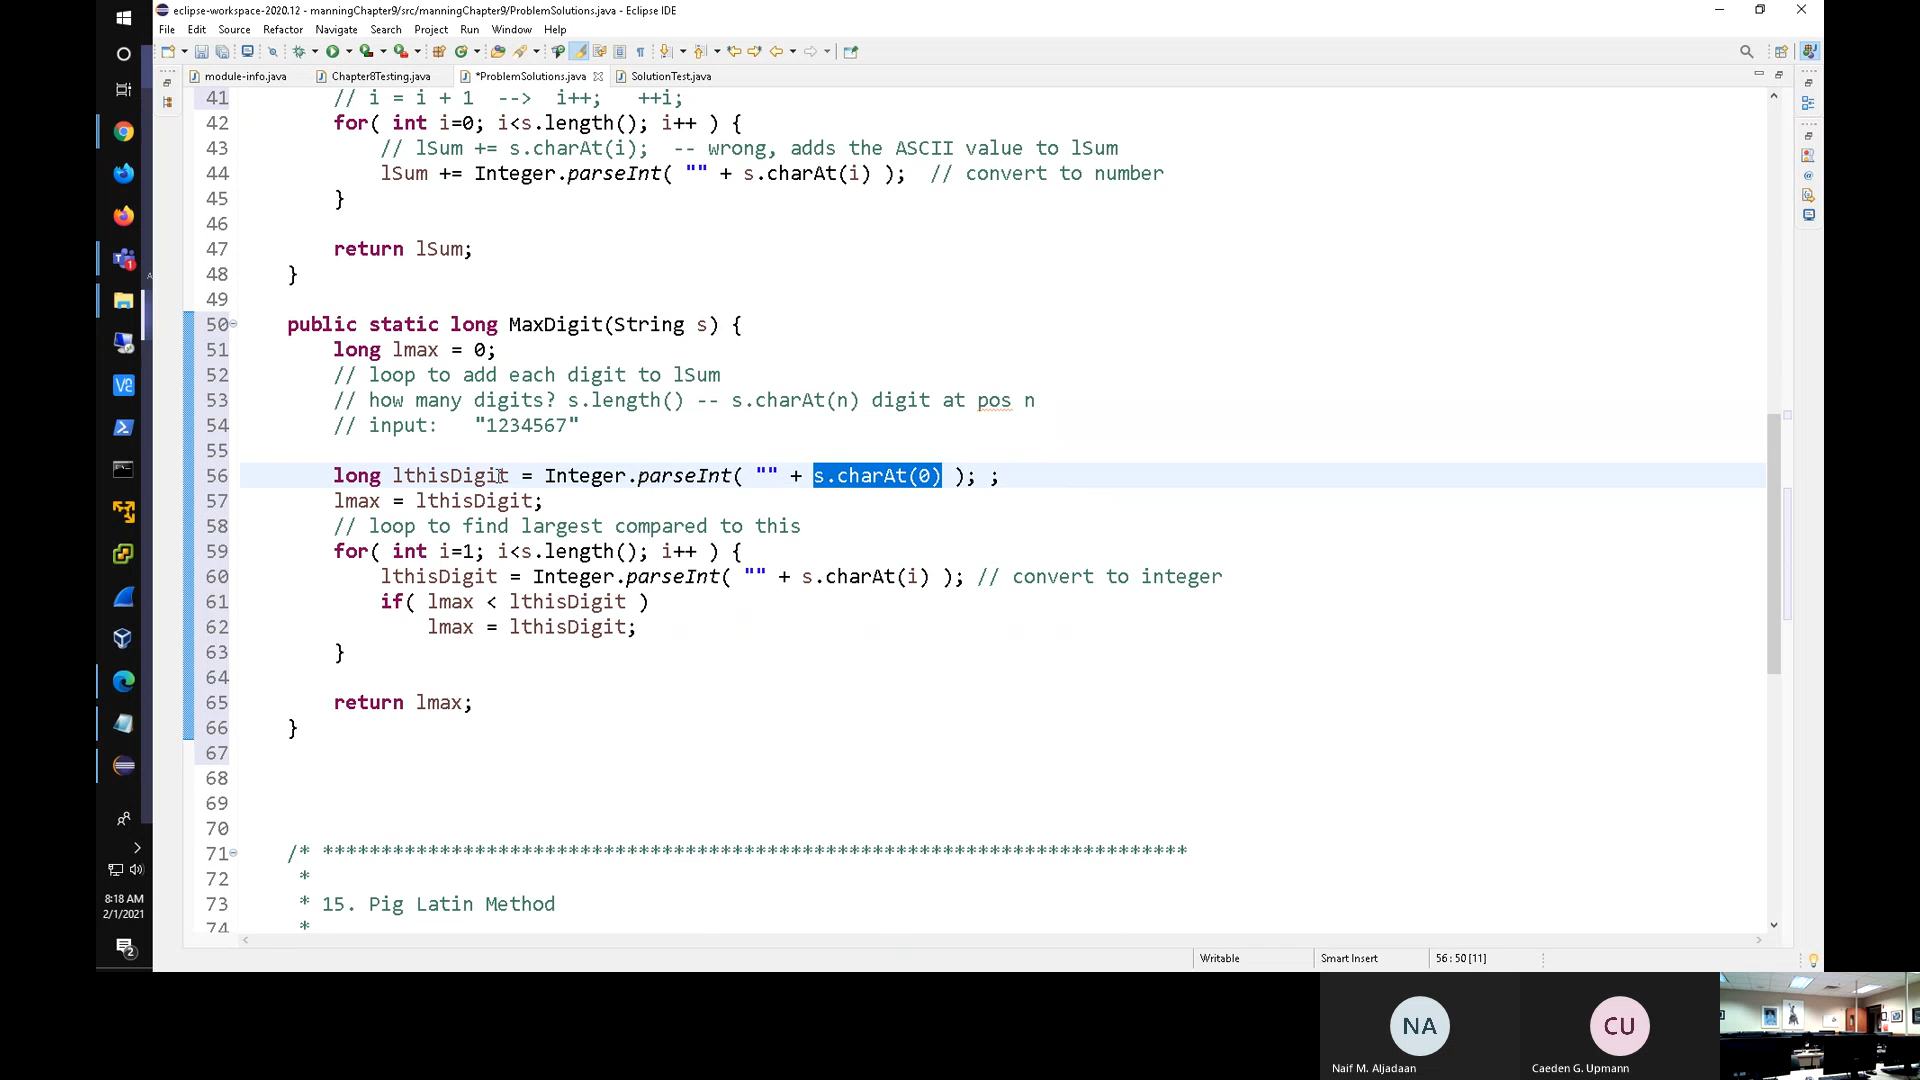 eclipse-workspace-2020.12 - manningChapter9/src/manningChapter9/ProblemSolutions.java - Eclipse IDE
File Edit Source Refactor Navigate Search Project Run Window Help
module-info.java Chapter8Testing.java *ProblemSolutions.java SolutionTest.java
41 // i = i + 1 --> i++; ++i;
42 for( int i=0; i<s.length(); i++ ) {
43 // lSum += s.charAt(i); -- wrong, adds the ASCII value to lSum
44 lSum += Integer.parseInt( "" + s.charAt(i) ); // convert to number
45 }
46
47 return lSum;
48 }
49
50 public static long MaxDigit(String s) {
51 long lmax = 0;
52 // loop to add each digit to lSum
53 // how many digits? s.length() -- s.charAt(n) digit at pos n
54 // input: "1234567"
55
56 long lthisDigit = Integer.parseInt( "" + s.charAt(0) ); ;
57 lmax = lthisDigit;
58 // loop to find largest compared to this
59 for( int i=1; i<s.length(); i++ ) {
60 lthisDigit = Integer.parseInt( "" + s.charAt(i) ); // convert to integer
61 if( lmax < lthisDigit )
62 lmax = lthisDigit;
63 }
64
65 return lmax;
66 }
67
68
69
70
71 /* **************************************************************************
72 *
73 * 15. Pig Latin Method
74 *
Writable Smart Insert 56 : 50 [11]
8:18 AM
2/1/2021
2
NA
Naif M. Aljadaan
CU
Caeden G. Upmann